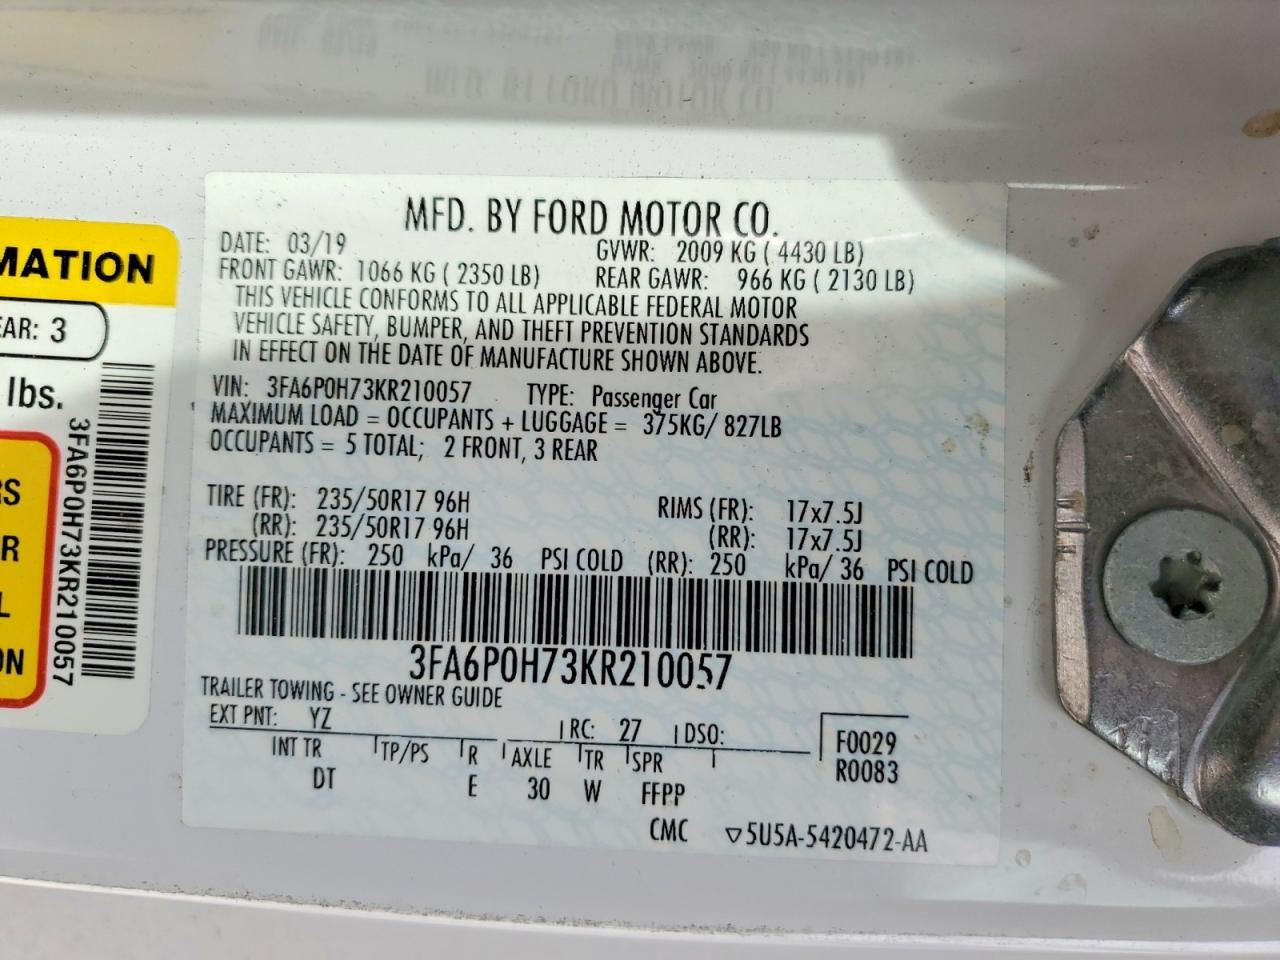 MFD. BY FORD MOTOR CO.
DATE: 03/19 GVWR: 2009 KG ( 4430 LB)
FRONT GAWR: 1066 KG ( 2350 LB) REAR GAWR: 966 KG ( 2130 LB)
THIS VEHICLE CONFORMS TO ALL APPLICABLE FEDERAL MOTOR
VEHICLE SAFETY, BUMPER, AND THEFT PREVENTION STANDARDS
IN EFFECT ON THE DATE OF MANUFACTURE SHOWN ABOVE.
VIN: 3FA6P0H73KR210057 TYPE: Passenger Car
MAXIMUM LOAD = OCCUPANTS + LUGGAGE = 375KG/ 827LB
OCCUPANTS = 5 TOTAL; 2 FRONT, 3 REAR
TIRE (FR): 235/50R17 96H RIMS (FR): 17x7.5J
(RR): 235/50R17 96H (RR): 17x7.5J
PRESSURE (FR): 250 kPa/ 36 PSI COLD (RR): 250 kPa/ 36 PSI COLD
3FA6P0H73KR210057
TRAILER TOWING - SEE OWNER GUIDE
EXT PNT: YZ RC: 27 DSO:
INT TR TP/PS R AXLE TR SPR
DT E 30 W FFPP
F0029
R0083
CMC ▽5U5A-5420472-AA
MATION
EAR: 3
lbs.
3FA6P0H73KR210057
RS
R
L
ON